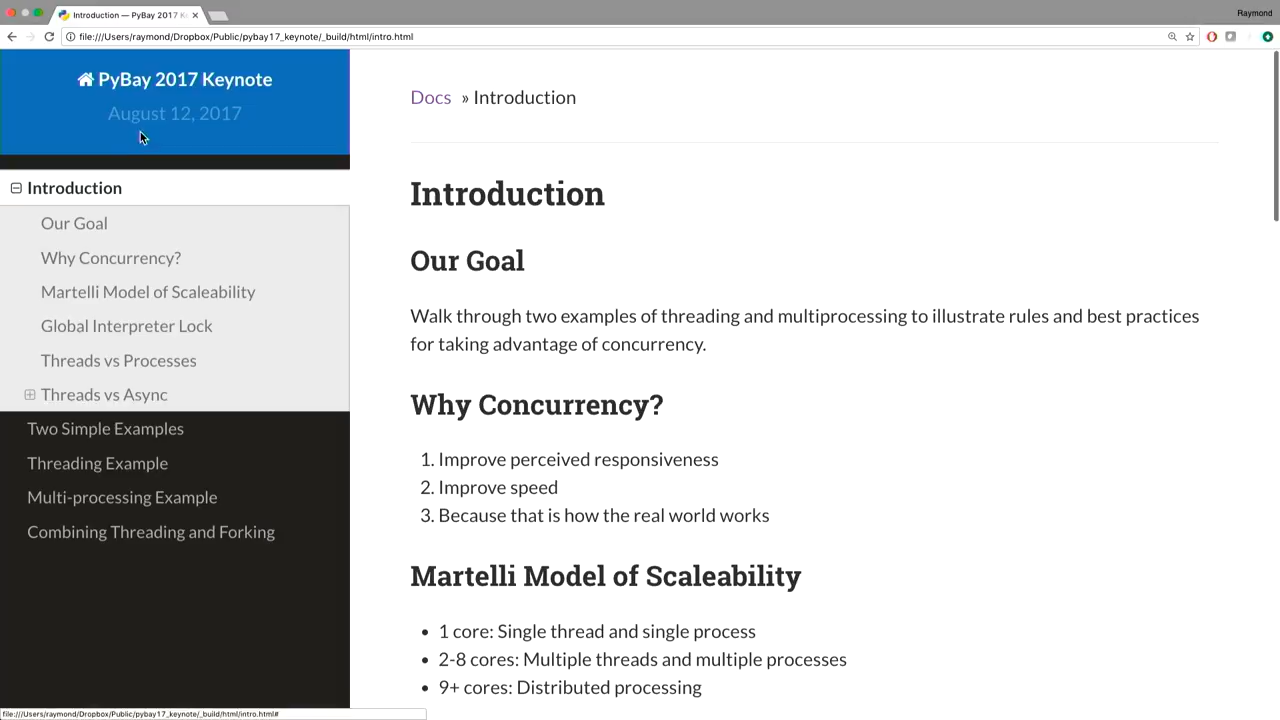 Introduction — PyBay 2017 K
Raymond
file:///Users/raymond/Dropbox/Public/pybay17_keynote/_build/html/intro.html
PyBay 2017 Keynote
August 12, 2017
Introduction
Our Goal
Why Concurrency?
Martelli Model of Scaleability
Global Interpreter Lock
Threads vs Processes
Threads vs Async
Two Simple Examples
Threading Example
Multi-processing Example
Combining Threading and Forking
Docs » Introduction
Introduction
Our Goal
Walk through two examples of threading and multiprocessing to illustrate rules and best practices
for taking advantage of concurrency.
Why Concurrency?
1. Improve perceived responsiveness
2. Improve speed
3. Because that is how the real world works
Martelli Model of Scaleability
• 1 core: Single thread and single process
• 2-8 cores: Multiple threads and multiple processes
• 9+ cores: Distributed processing
file:///Users/raymond/Dropbox/Public/pybay17_keynote/_build/html/intro.html#